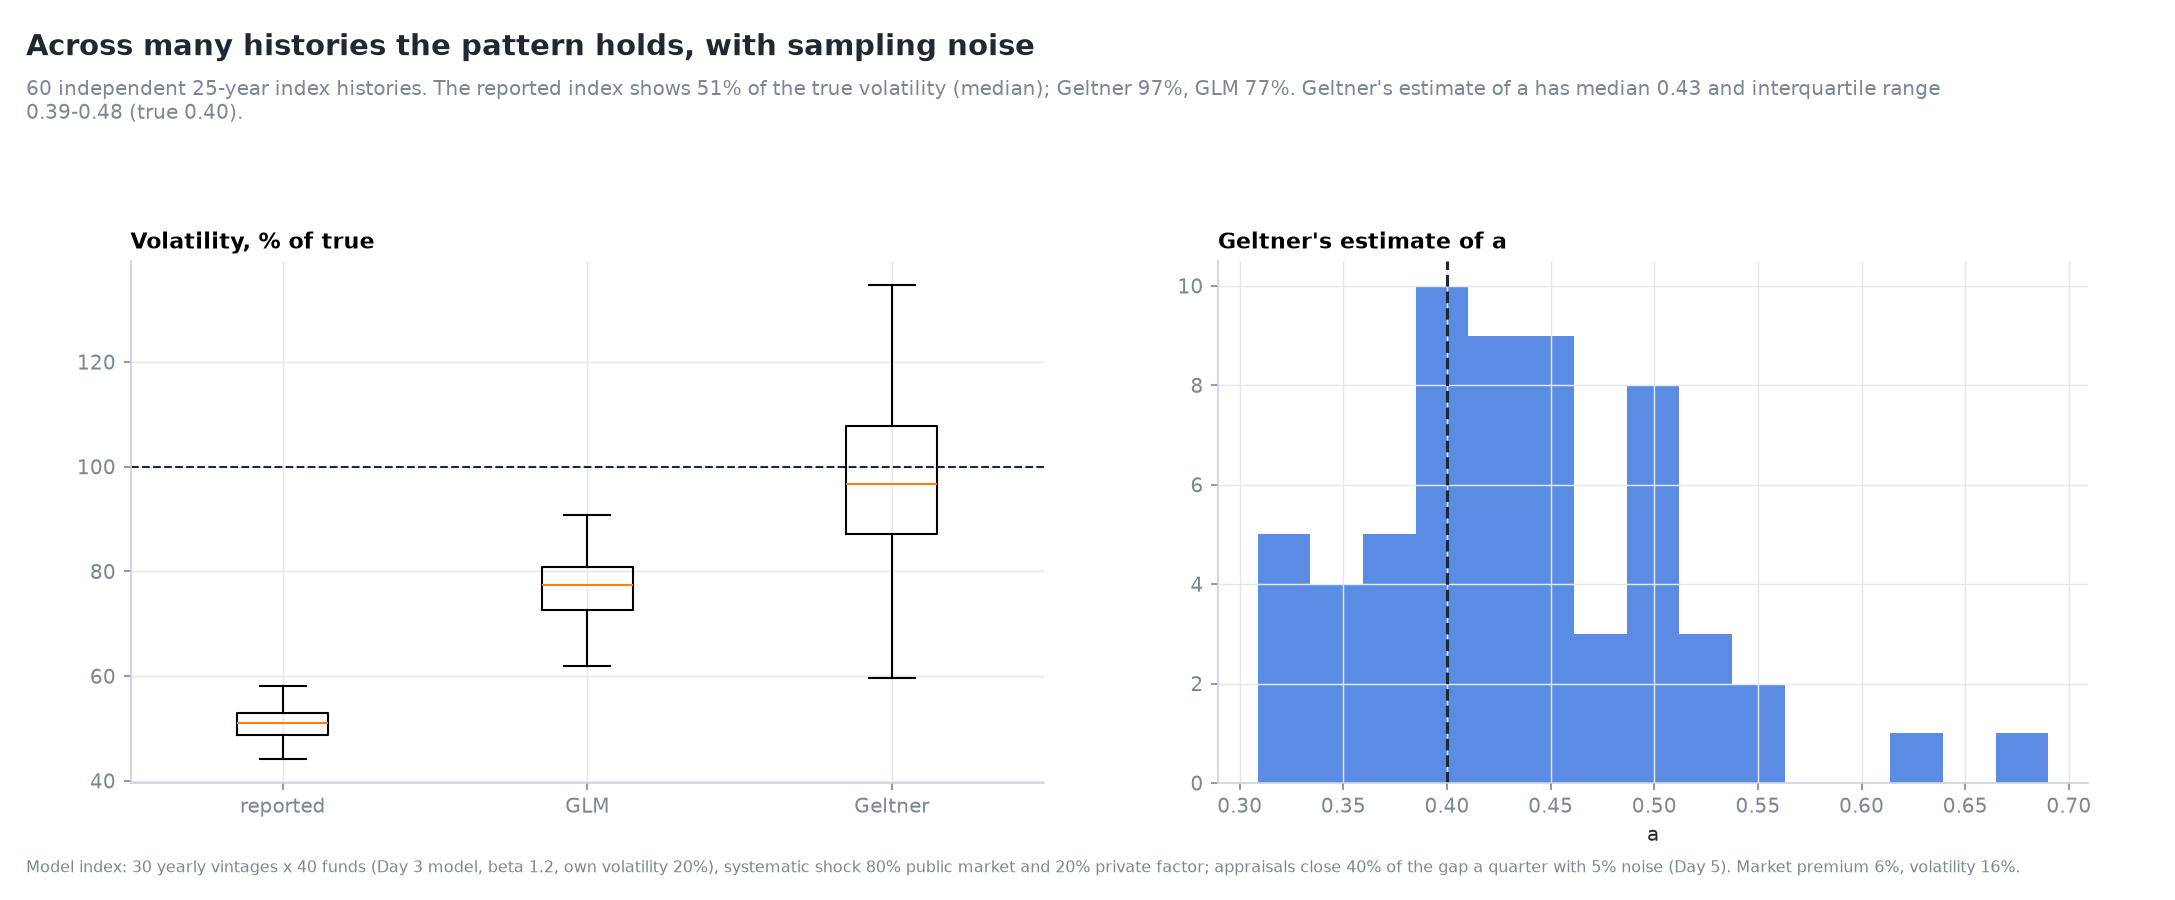 Across many histories the pattern holds, with sampling noise
60 independent 25-year index histories. The reported index shows 51% of the true volatility (median); Geltner 97%, GLM 77%. Geltner's estimate of a has median 0.43 and interquartile range
0.39-0.48 (true 0.40).
Volatility, % of true
120
100
80
60
40
reported GLM Geltner
Geltner's estimate of a
10
8
6
4
2
0
0.30 0.35 0.40 0.45 0.50 0.55 0.60 0.65 0.70
a
Model index: 30 yearly vintages x 40 funds (Day 3 model, beta 1.2, own volatility 20%), systematic shock 80% public market and 20% private factor; appraisals close 40% of the gap a quarter with 5% noise (Day 5). Market premium 6%, volatility 16%.